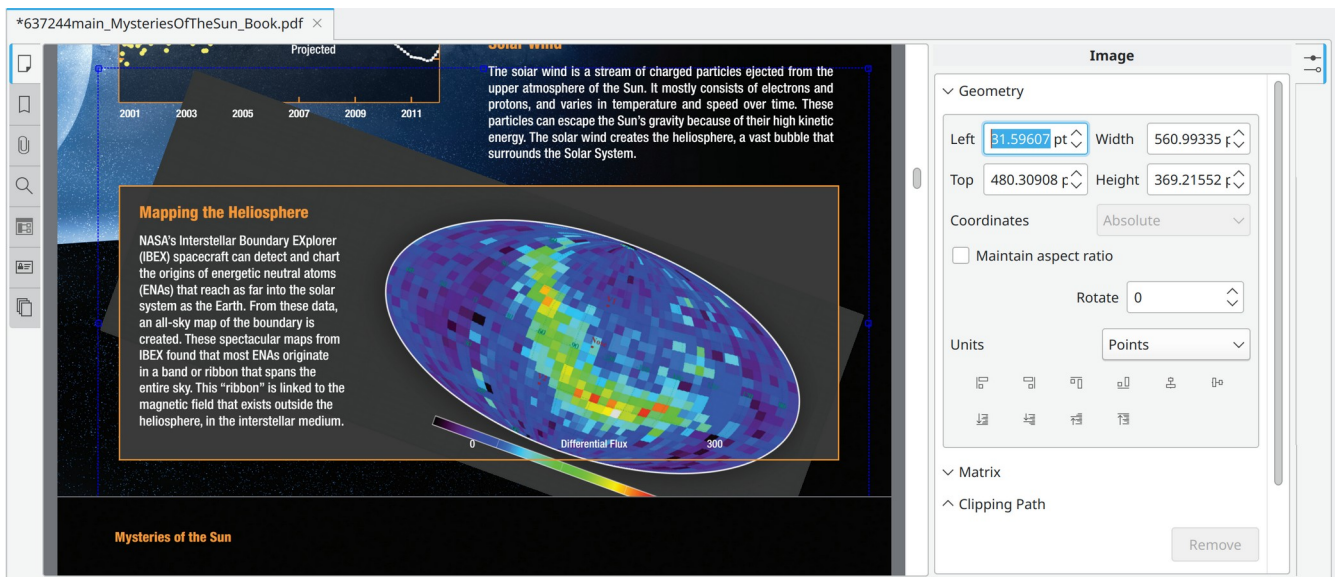 *637244main_MysteriesOfTheSun_Book.pdf
Projected
2001 2003 2005 2007 2009 2011
Solar Wind
The solar wind is a stream of charged particles ejected from the
upper atmosphere of the Sun. It mostly consists of electrons and
protons, and varies in temperature and speed over time. These
particles can escape the Sun's gravity because of their high kinetic
energy. The solar wind creates the heliosphere, a vast bubble that
surrounds the Solar System.
Mapping the Heliosphere
NASA's Interstellar Boundary EXplorer
(IBEX) spacecraft can detect and chart
the origins of energetic neutral atoms
(ENAs) that reach as far into the solar
system as the Earth. From these data,
an all-sky map of the boundary is
created. These spectacular maps from
IBEX found that most ENAs originate
in a band or ribbon that spans the
entire sky. This “ribbon” is linked to the
magnetic field that exists outside the
heliosphere, in the interstellar medium.
0 Differential Flux 300
Mysteries of the Sun
Image
Geometry
Left 31.59607 pt Width 560.99335 p
Top 480.30908 p Height 369.21552 p
Coordinates Absolute
Maintain aspect ratio
Rotate 0
Units Points
Matrix
Clipping Path
Remove